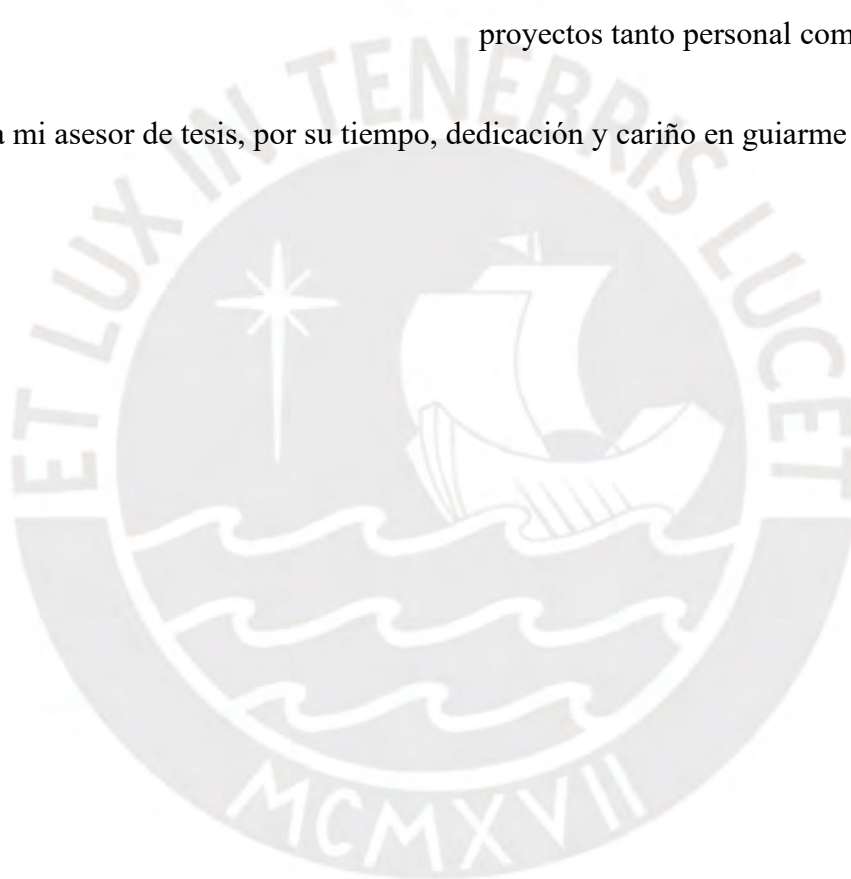 proyectos tanto personal com
a mi asesor de tesis, por su tiempo, dedicación y cariño en guiarme
ET LUX IN TENEBRIS LUCET
MCMXVII